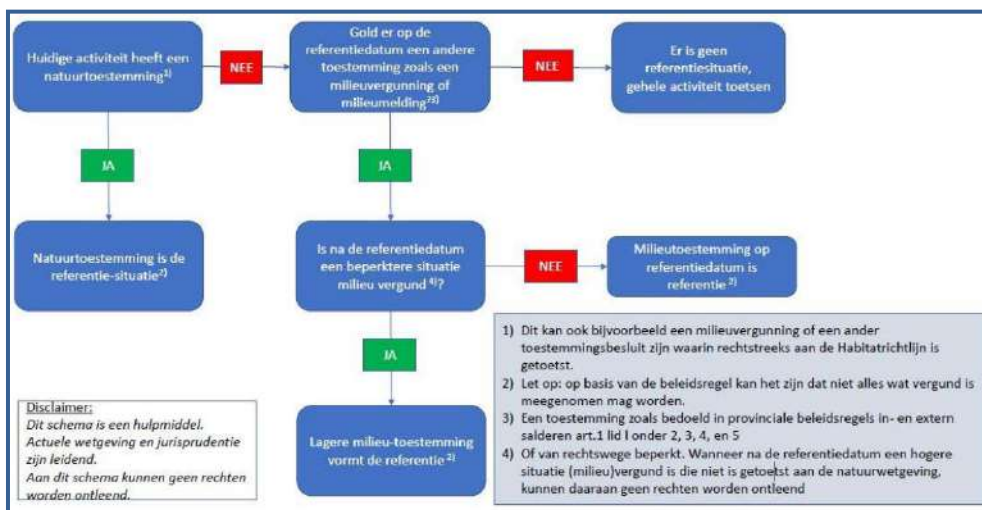 Huidige activiteit heeft een
natuurtoestemming1)
NEE
Gold er op de
referentiedatum een andere
toestemming zoals een
milieuvergunning of
milieumelding23)
NEE
Er is geen
referentiesituatie,
gehele activiteit toetsen
JA
JA
Natuurtoestemming is de
referentie-situatie2)
Is na de referentiedatum
een beperktere situatie
milieu vergund 4)?
NEE
Milieutoestemming op
referentiedatum is
referentie 2)
JA
Lagere milieu-toestemming
vormt de referentie 2)
Disclaimer:
Dit schema is een hulpmiddel.
Actuele wetgeving en jurisprudentie
zijn leidend.
Aan dit schema kunnen geen rechten
worden ontleend.
1) Dit kan ook bijvoorbeeld een milieuvergunning of een ander
toestemmingsbesluit zijn waarin rechtstreeks aan de Habitatrichtlijn is
getoetst.
2) Let op: op basis van de beleidsregel kan het zijn dat niet alles wat vergund is
meegenomen mag worden.
3) Een toestemming zoals bedoeld in provinciale beleidsregels in- en extern
salderen art.1 lid l onder 2, 3, 4, en 5
4) Of van rechtswege beperkt. Wanneer na de referentiedatum een hogere
situatie (milieu)vergund is die niet is getoetst aan de natuurwetgeving,
kunnen daaraan geen rechten worden ontleend